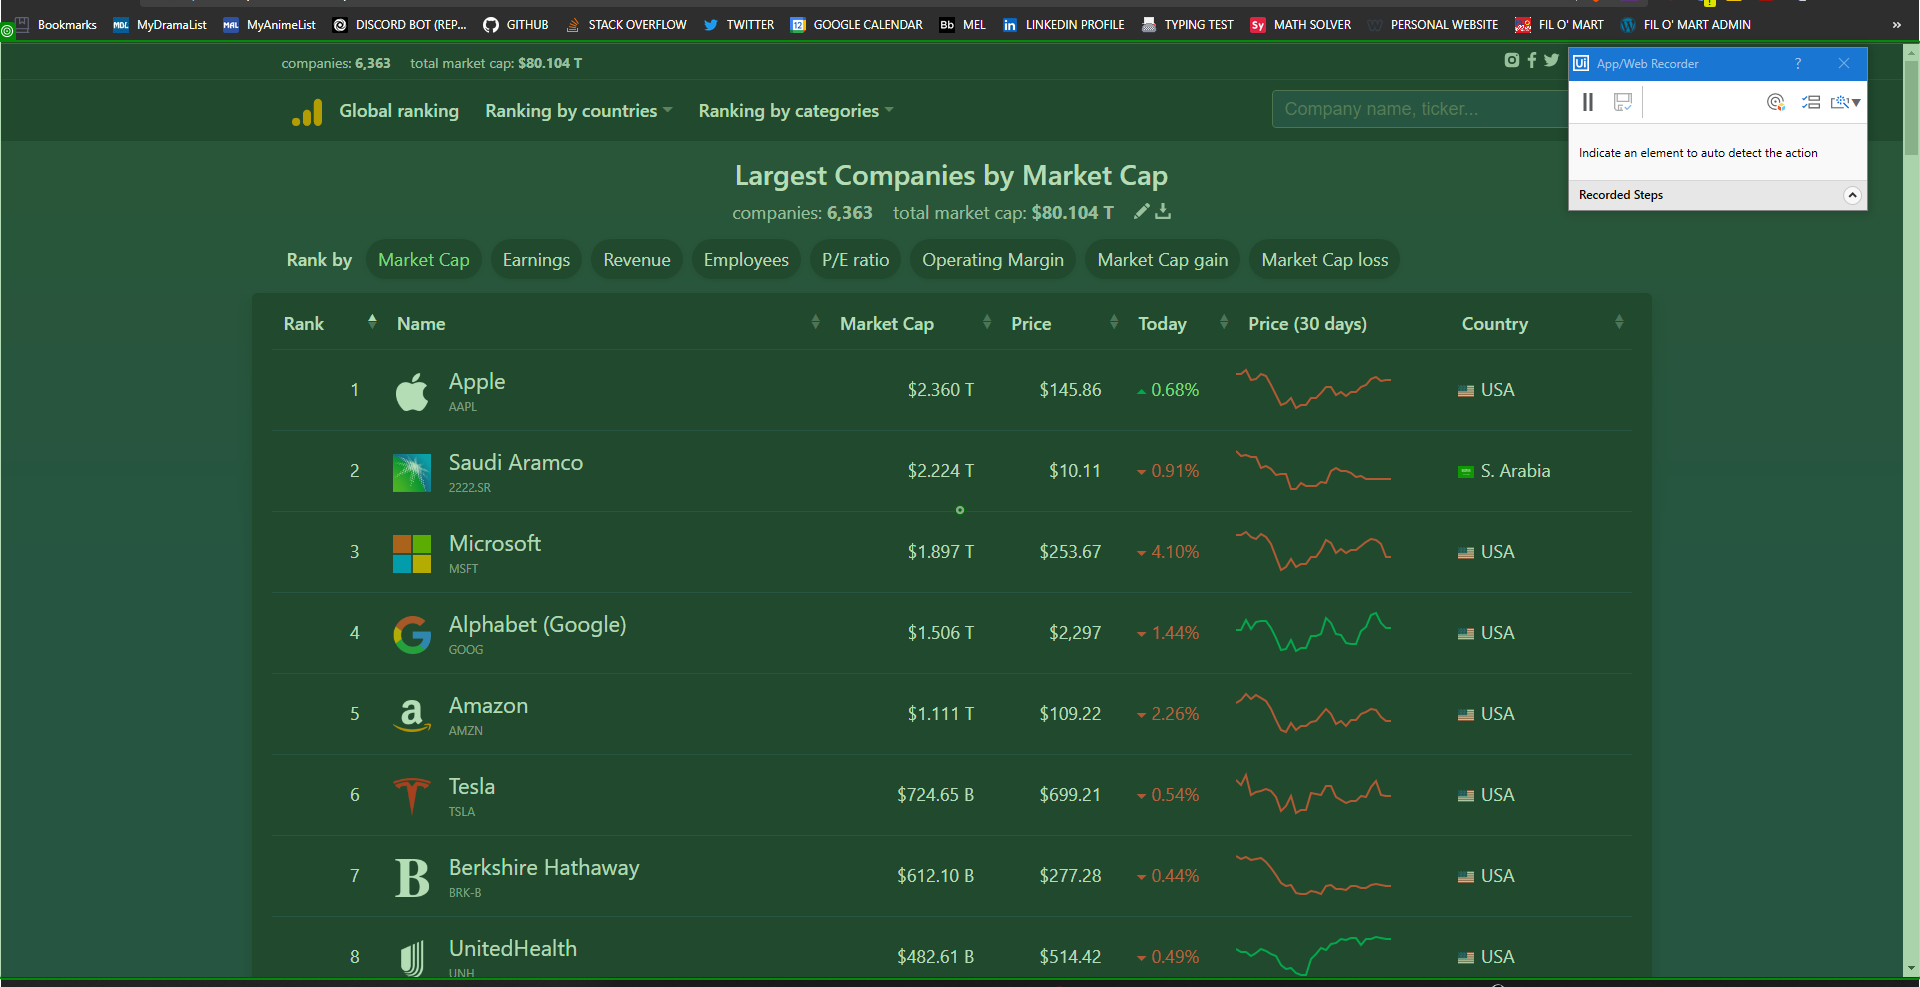 Bookmarks MDL MyDramaList MAL MyAnimeList DISCORD BOT (REP... GITHUB STACK OVERFLOW TWITTER 12 GOOGLE CALENDAR Bb MEL in LINKEDIN PROFILE TYPING TEST Sy MATH SOLVER PERSONAL WEBSITE FIL O' MART FIL O' MART ADMIN »
companies: 6,363 total market cap: $80.104 T
Ui App/Web Recorder ?
Global ranking Ranking by countries Ranking by categories Company name, ticker...
Indicate an element to auto detect the action
Recorded Steps
Largest Companies by Market Cap
companies: 6,363 total market cap: $80.104 T
Rank by Market Cap Earnings Revenue Employees P/E ratio Operating Margin Market Cap gain Market Cap loss
Rank Name Market Cap Price Today Price (30 days) Country
1 Apple $2.360 T $145.86 0.68% USA
AAPL
2 Saudi Aramco $2.224 T $10.11 0.91% S. Arabia
2222.SR
3 Microsoft $1.897 T $253.67 4.10% USA
MSFT
4 Alphabet (Google) $1.506 T $2,297 1.44% USA
GOOG
5 a Amazon $1.111 T $109.22 2.26% USA
AMZN
6 Tesla $724.65 B $699.21 0.54% USA
TSLA
7 B Berkshire Hathaway $612.10 B $277.28 0.44% USA
BRK-B
8 UnitedHealth $482.61 B $514.42 0.49% USA
UNH